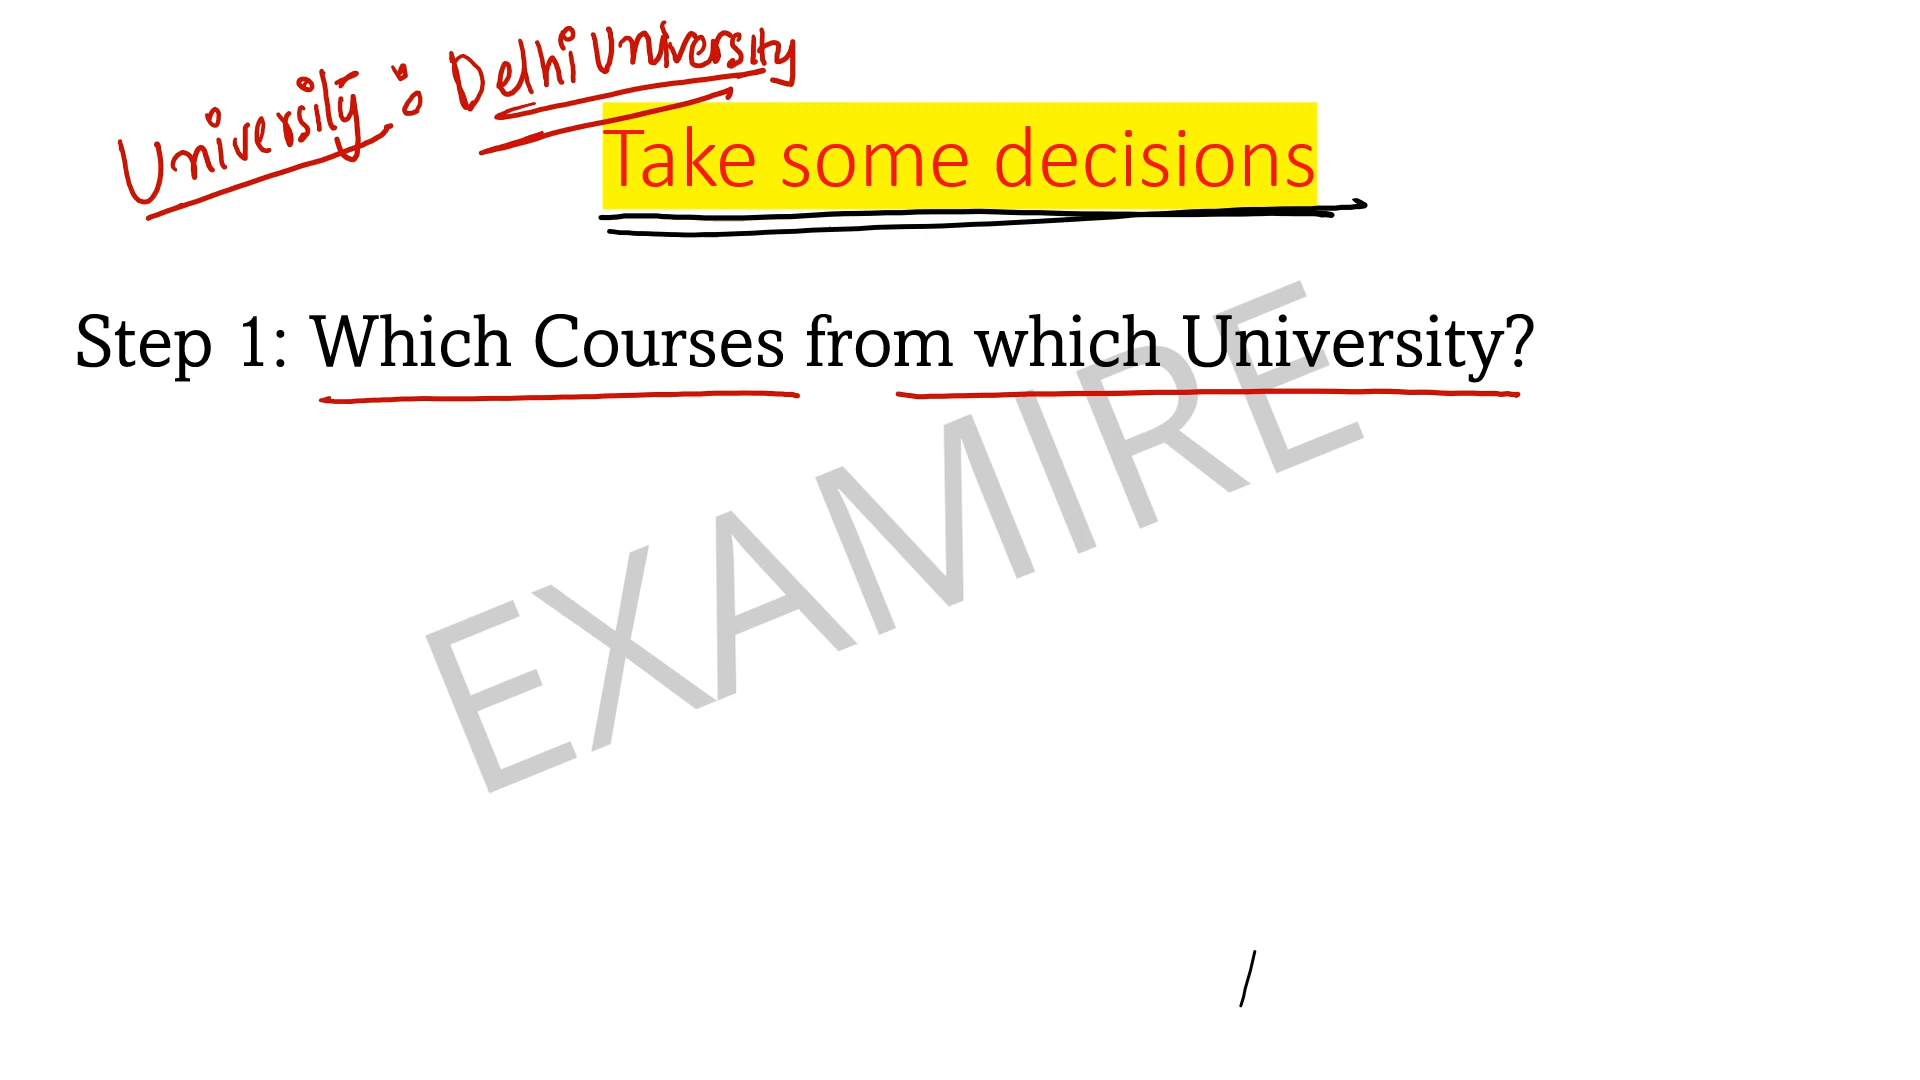 University : Delhi University
Take some decisions
Step 1: Which Courses from which University?
EXAMIRE